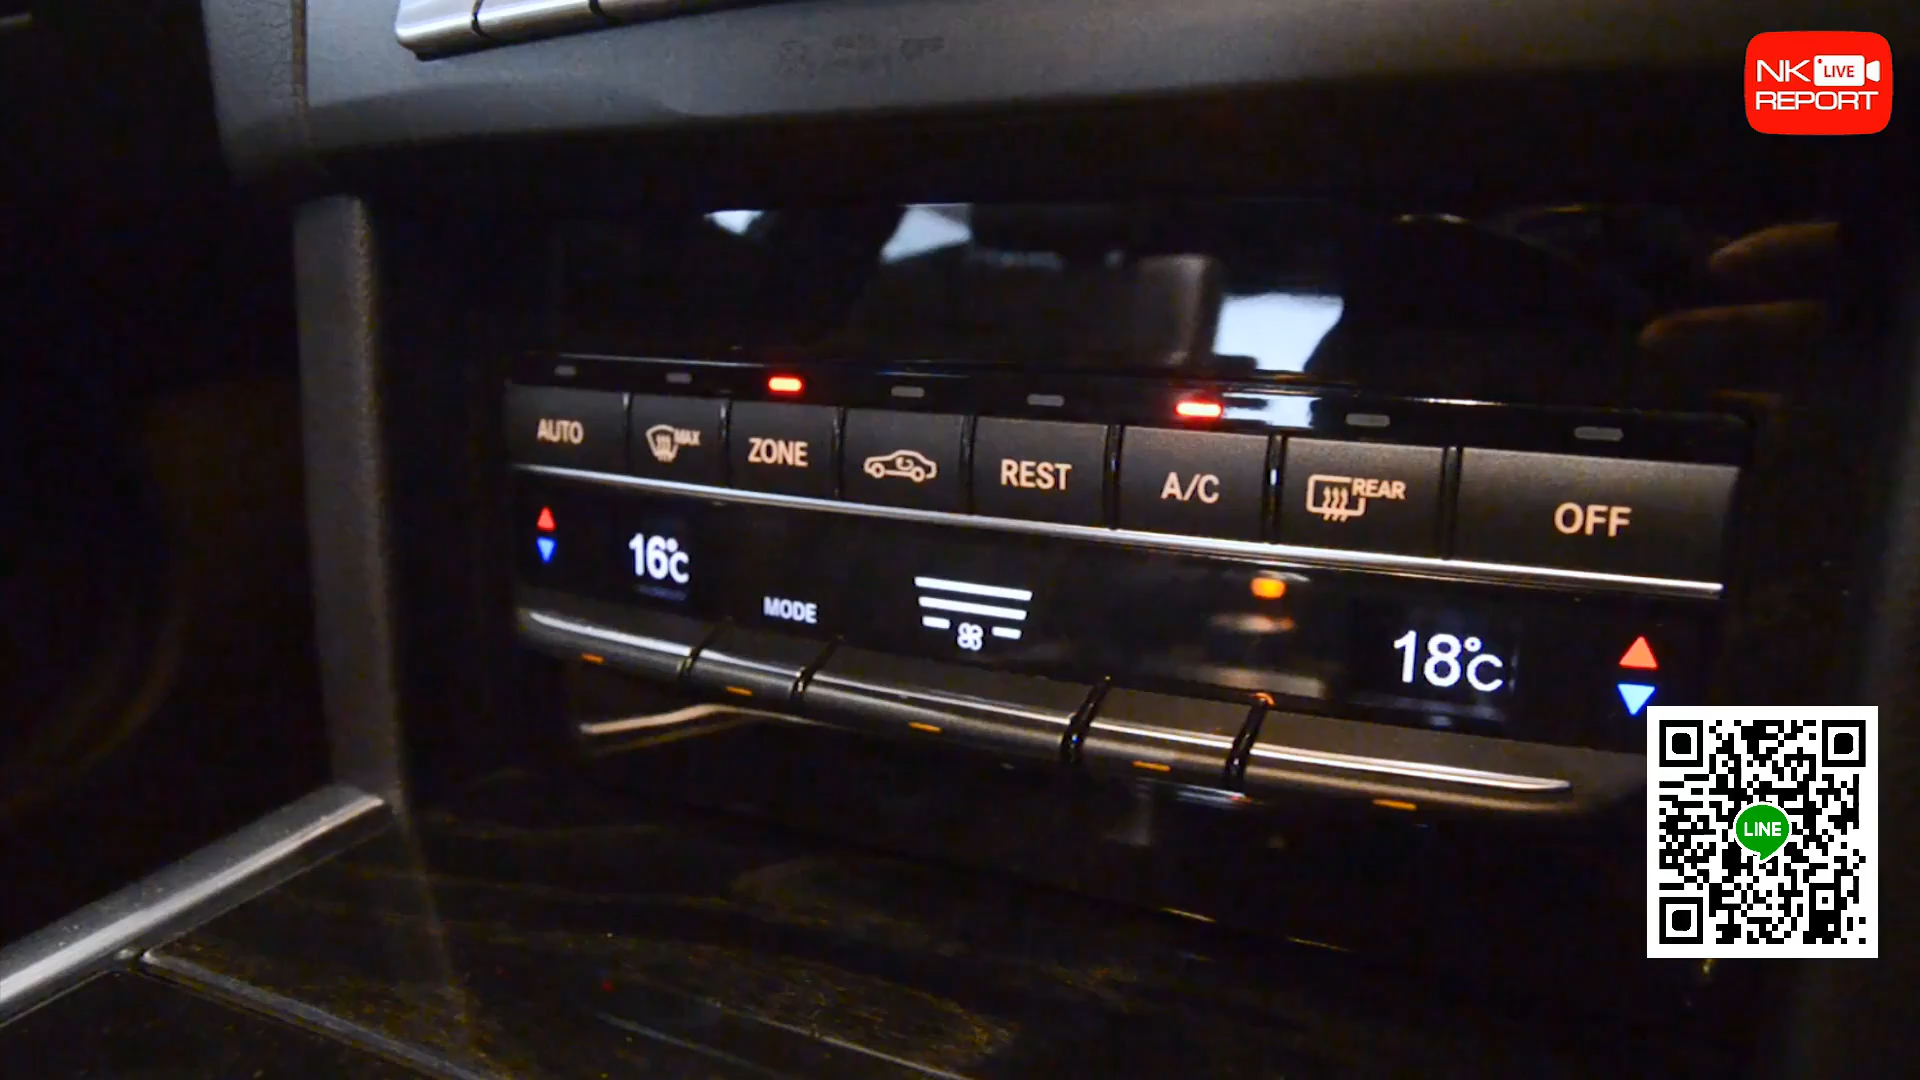 NK LIVE
REPORT
AUTO
MAX
ZONE
REST
A/C
REAR
OFF
16°C
MODE
18°C
LINE